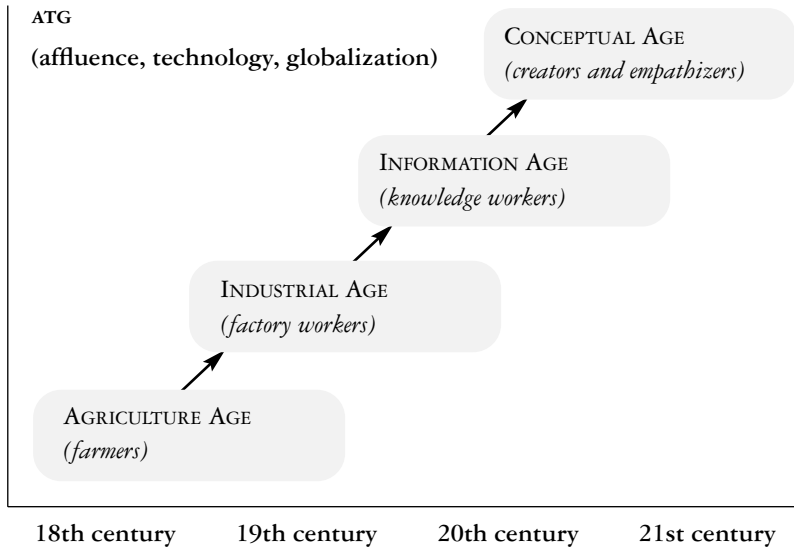 ATG
(affluence, technology, globalization)
CONCEPTUAL AGE
(creators and empathizers)
INFORMATION AGE
(knowledge workers)
INDUSTRIAL AGE
(factory workers)
AGRICULTURE AGE
(farmers)
18th century 19th century 20th century 21st century